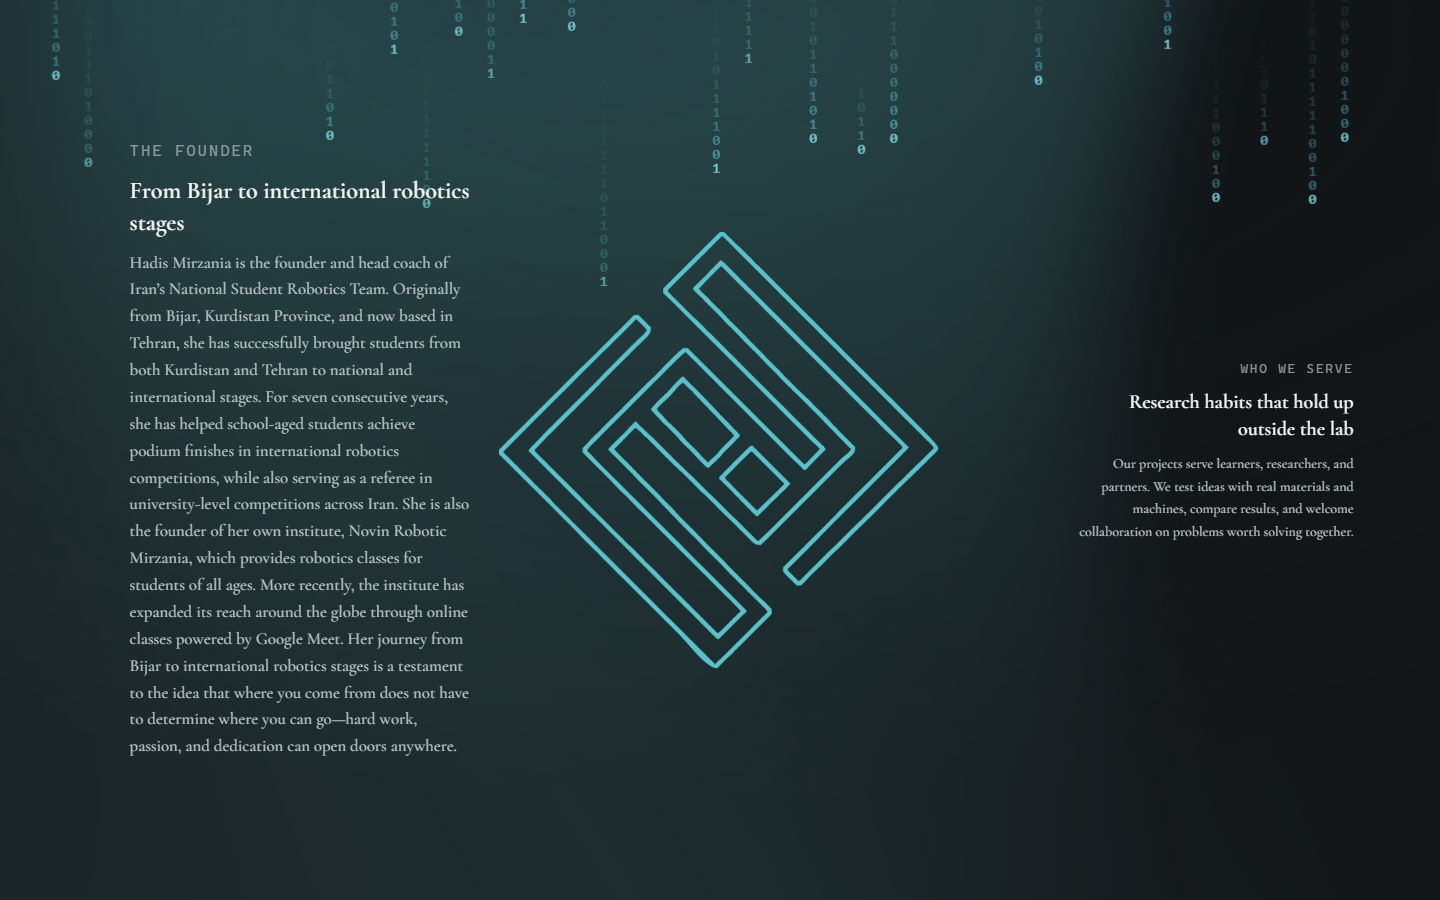 THE FOUNDER
From Bijar to international robotics
stages
Hadis Mirzania is the founder and head coach of
Iran’s National Student Robotics Team. Originally
from Bijar, Kurdistan Province, and now based in
Tehran, she has successfully brought students from
both Kurdistan and Tehran to national and
international stages. For seven consecutive years,
she has helped school-aged students achieve
podium finishes in international robotics
competitions, while also serving as a referee in
university-level competitions across Iran. She is also
the founder of her own institute, Novin Robotic
Mirzania, which provides robotics classes for
students of all ages. More recently, the institute has
expanded its reach around the globe through online
classes powered by Google Meet. Her journey from
Bijar to international robotics stages is a testament
to the idea that where you come from does not have
to determine where you can go—hard work,
passion, and dedication can open doors anywhere.
WHO WE SERVE
Research habits that hold up
outside the lab
Our projects serve learners, researchers, and
partners. We test ideas with real materials and
machines, compare results, and welcome
collaboration on problems worth solving together.